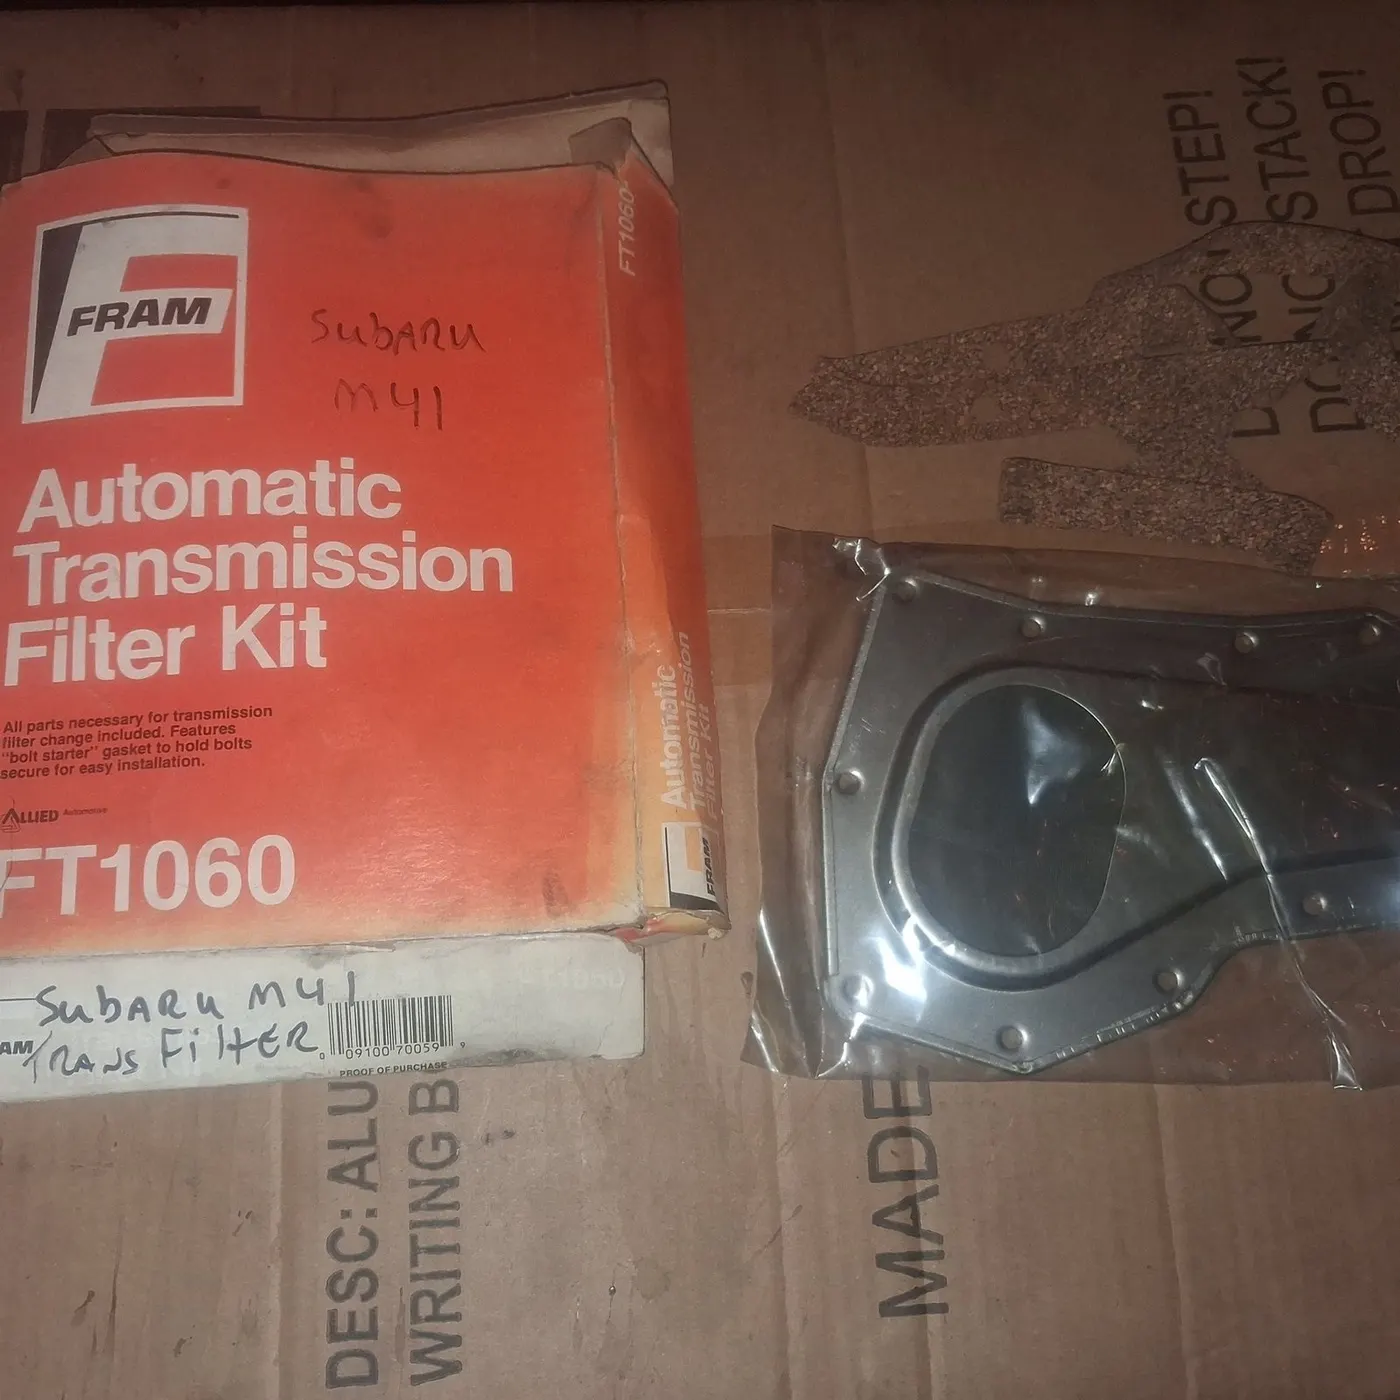 FRAM
SubARu
M41
Automatic
Transmission
Filter Kit
All parts necessary for transmission
filter change included. Features
"bolt starter" gasket to hold bolts
secure for easy installation.
ALLIED Automotive
FT1060
FT1060
Automatic
Transmission
Filter Kit
FRAM
SubARu M41
TRANS FiltER
0 09100 70059 9
PROOF OF PURCHASE
STEP!
STACK!
DROP!
DESC: ALU
WRITING B
MADE